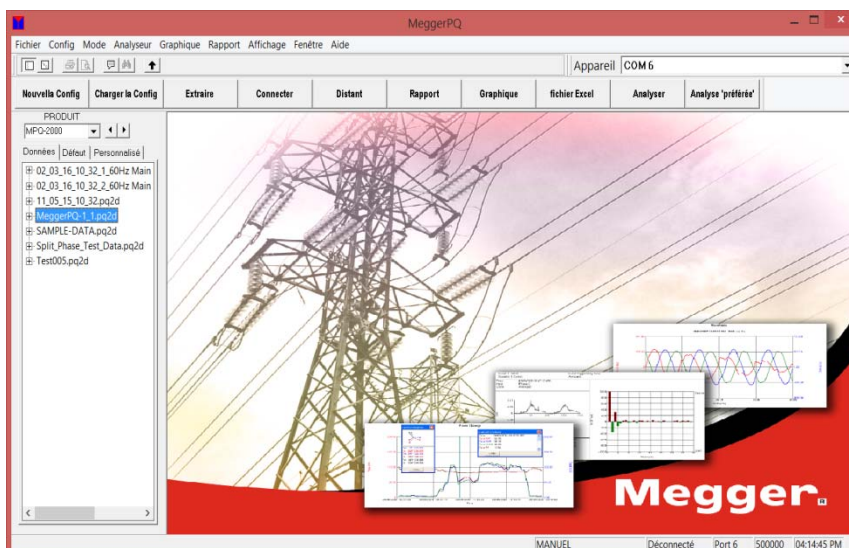 MeggerPQ
Fichier Config Mode Analyseur Graphique Rapport Affichage Fenêtre Aide
Appareil COM 6
Nouvella Config Charger la Config Extraire Connecter Distant Rapport Graphique fichier Excel Analyser Analyse 'préférée'
PRODUIT
MPQ-2000
Données Défaut Personnalisé
02_03_16_10_32_1_60Hz Main
02_03_16_10_32_2_60Hz Main
11_05_15_10_32.pq2d
MeggerPQ-1_1.pq2d
SAMPLE-DATA.pq2d
Split_Phase_Test_Data.pq2d
Test005.pq2d
Megger®
MANUEL Déconnecté Port 6 500000 04:14:45 PM